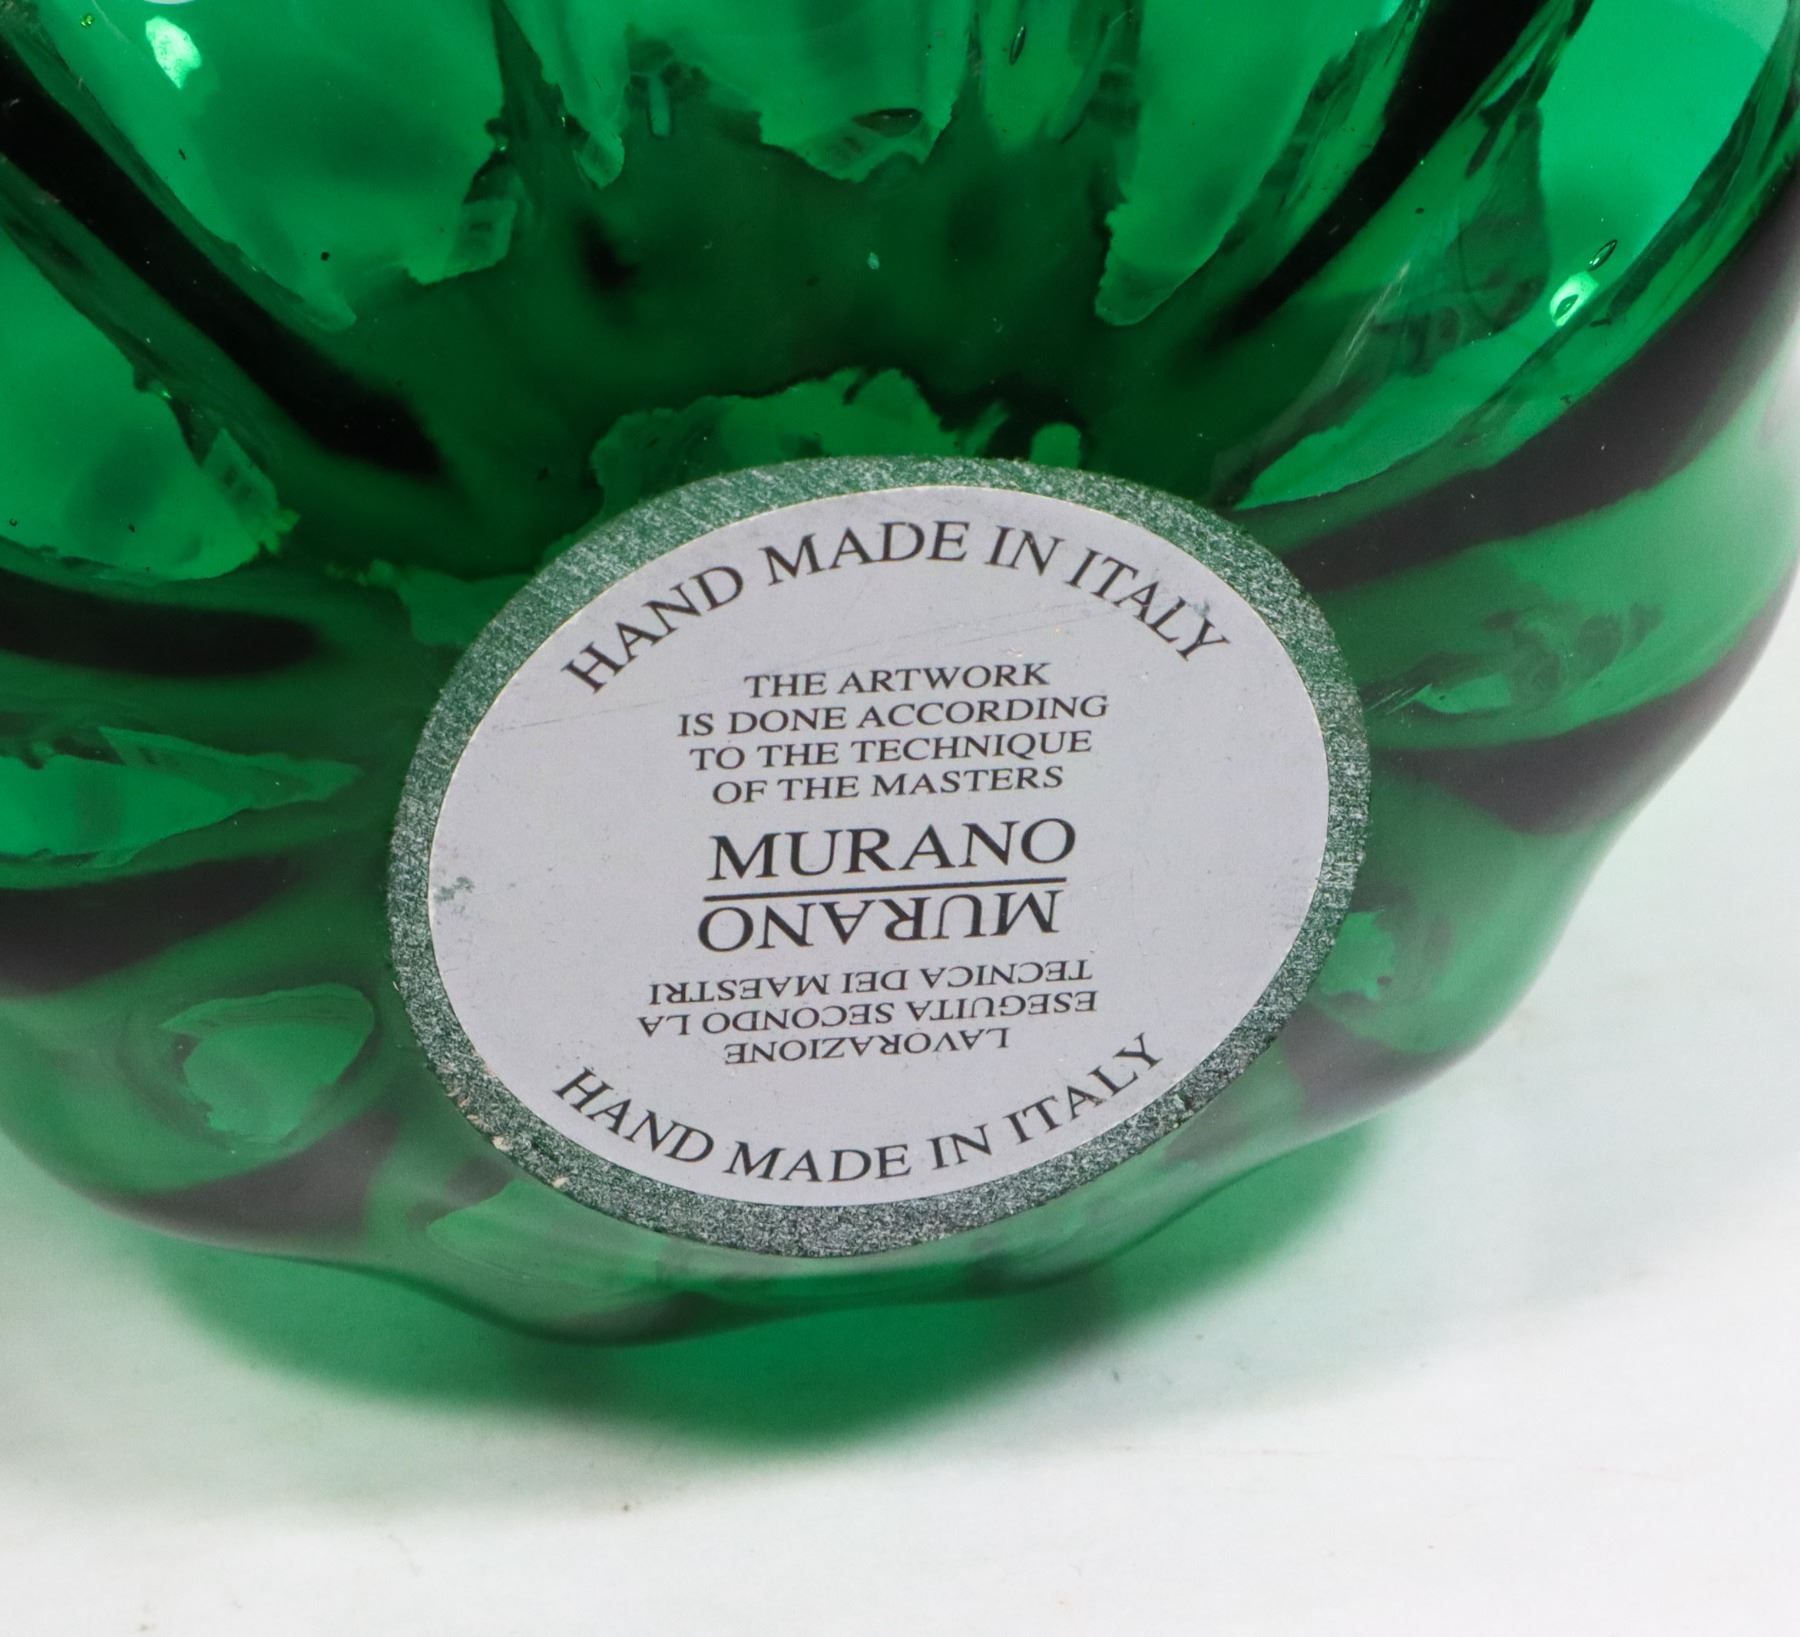 HAND MADE IN ITALY
THE ARTWORK
IS DONE ACCORDING
TO THE TECHNIQUE
OF THE MASTERS
MURANO
MURANO
LAVORAZIONE
ESEGUITA SECONDO LA
TECNICA DEI MAESTRI
HAND MADE IN ITALY